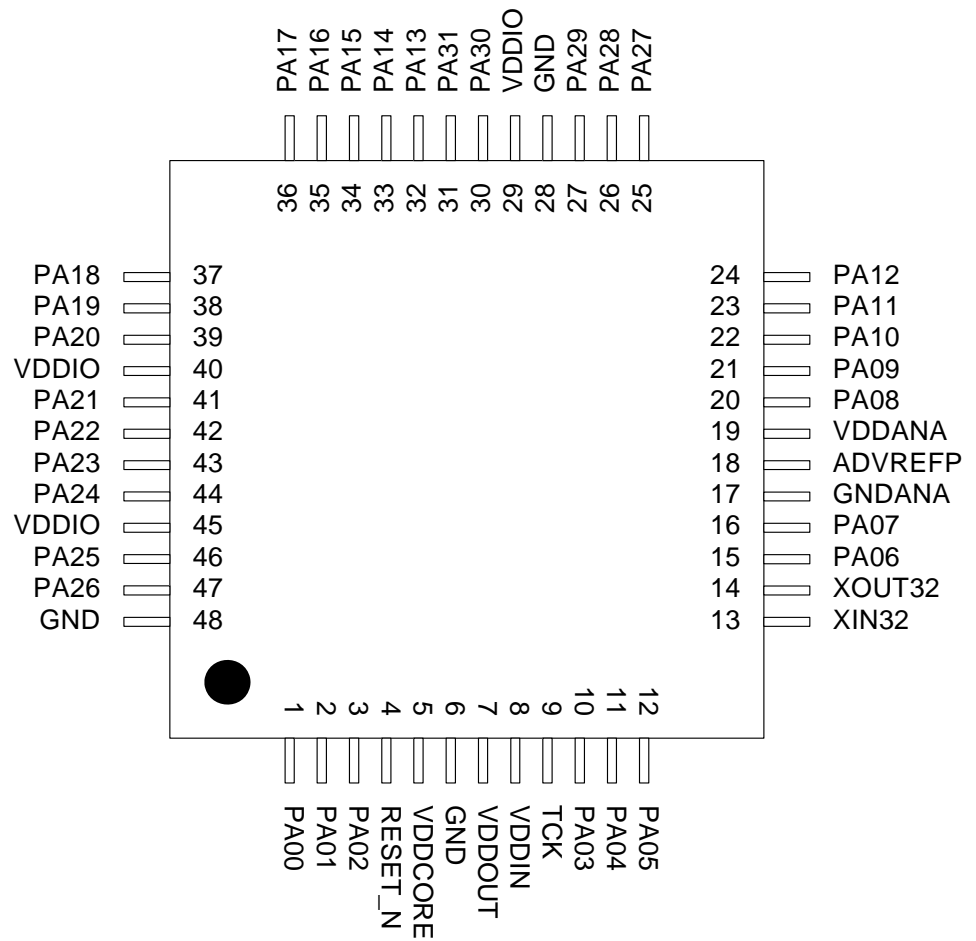 PA17 PA16 PA15 PA14 PA13 PA31 PA30 VDDIO GND PA29 PA28 PA27
36 35 34 33 32 31 30 29 28 27 26 25
PA18 37 24 PA12
PA19 38 23 PA11
PA20 39 22 PA10
VDDIO 40 21 PA09
PA21 41 20 PA08
PA22 42 19 VDDANA
PA23 43 18 ADVREFP
PA24 44 17 GNDANA
VDDIO 45 16 PA07
PA25 46 15 PA06
PA26 47 14 XOUT32
GND 48 13 XIN32
1 2 3 4 5 6 7 8 9 10 11 12
PA00 PA01 PA02 RESET_N VDDCORE GND VDDOUT VDDIN TCK PA03 PA04 PA05